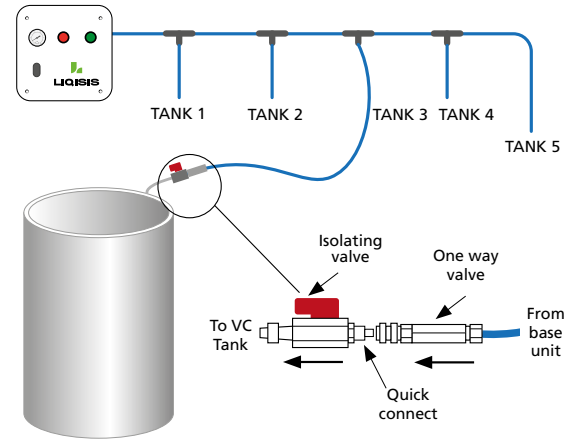 LIQISIS
TANK 1
TANK 2
TANK 3
TANK 4
TANK 5
Isolating
valve
One way
valve
To VC
Tank
From
base
unit
Quick
connect